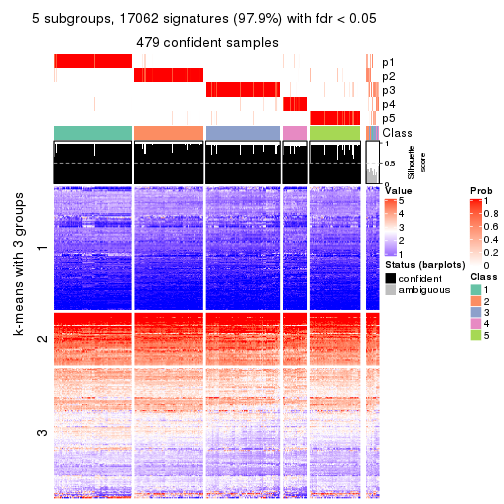 5 subgroups, 17062 signatures (97.9%) with fdr < 0.05
479 confident samples
p1
p2
p3
p4
p5
Class
1
0.5
0
Silhouette
score
k-means with 3 groups
1
2
3
Value
5
4
3
2
1
Status (barplots)
confident
ambiguous
Prob
1
0.8
0.6
0.4
0.2
0
Class
1
2
3
4
5